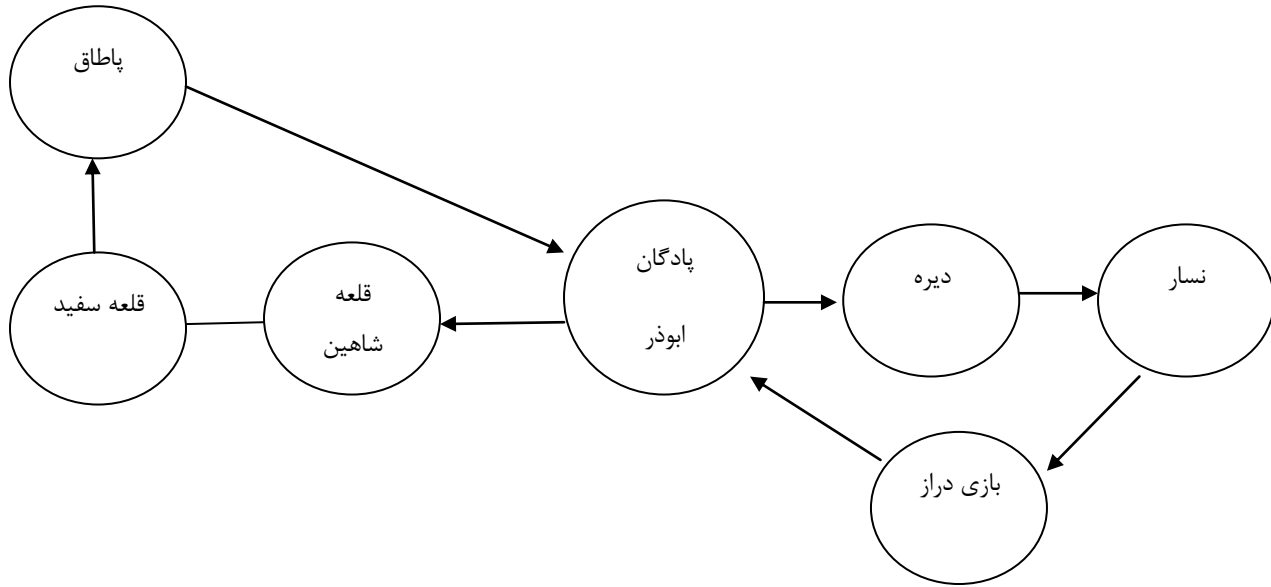 پاطاق
پادگان
ابوذر
دیره
نسار
قلعه
شاهین
قلعه سفید
بازی دراز